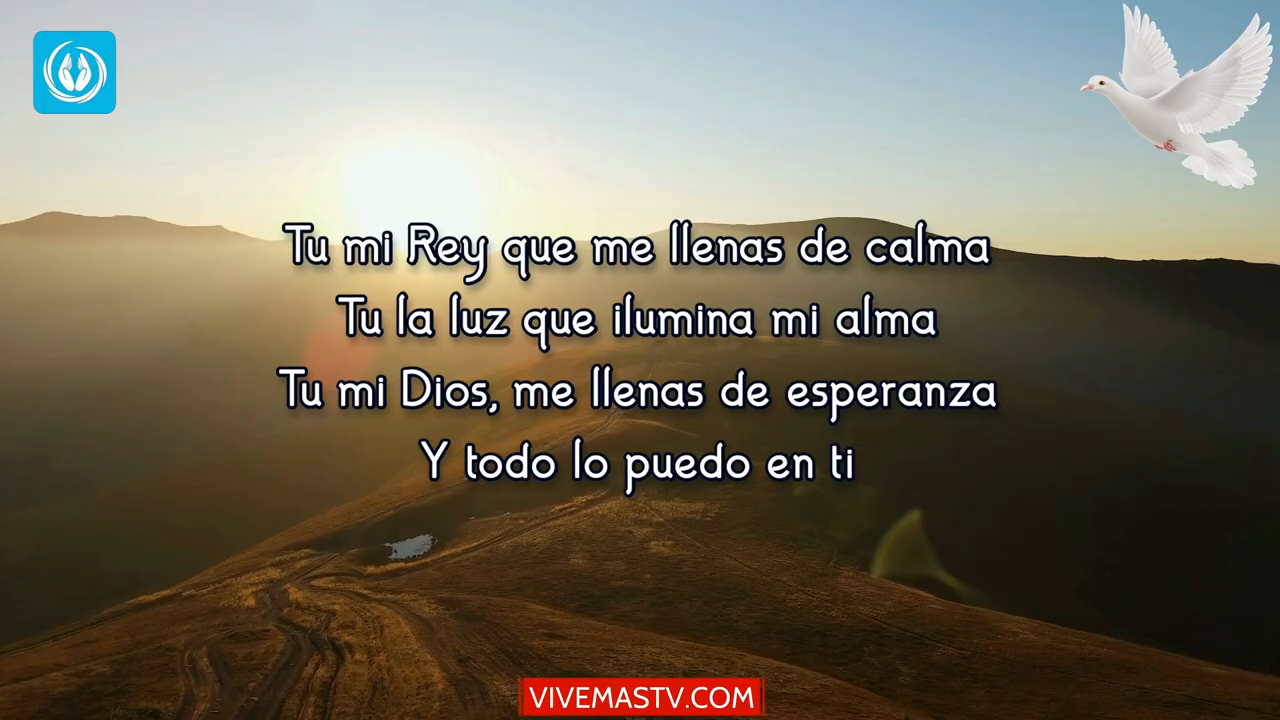 Tu mi Rey que me llenas de calma
Tu la luz que ilumina mi alma
Tu mi Dios, me llenas de esperanza
Y todo lo puedo en ti
VIVEMASTV.COM